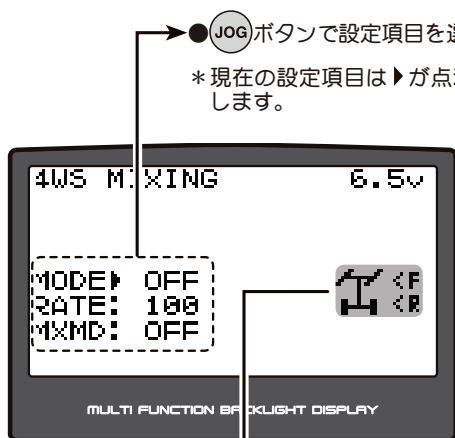 ●JOGボタンで設定項目を
＊現在の設定項目は▶が点
します。
4WS MIXING 6.5v
MODE▶ OFF
RATE: 100
MXMD: OFF
<F
<R
MULTI FUNCTION BACKLIGHT DISPLAY